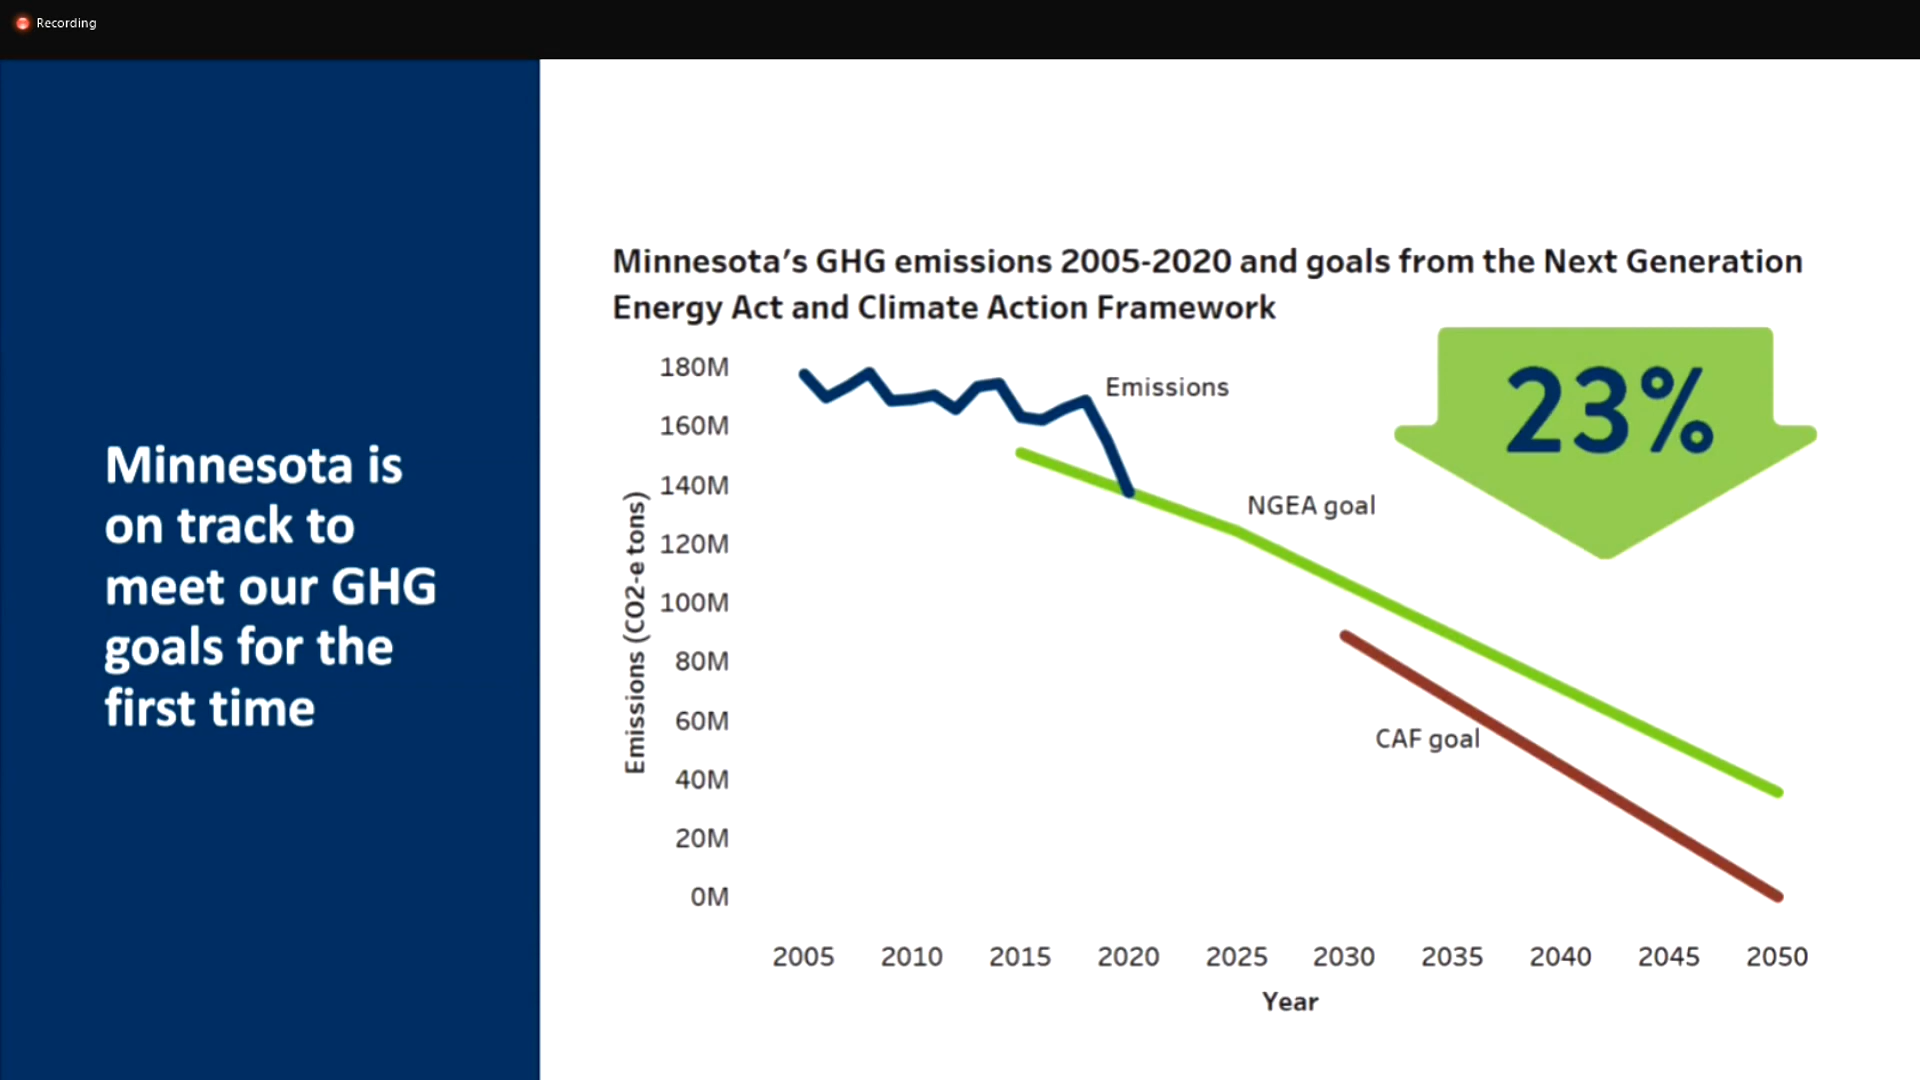 Recording
Minnesota is
on track to
meet our GHG
goals for the
first time
Minnesota's GHG emissions 2005-2020 and goals from the Next Generation
Energy Act and Climate Action Framework
23%
Emissions
NGEA goal
CAF goal
Emissions (CO2-e tons)
180M
160M
140M
120M
100M
80M
60M
40M
20M
0M
2005 2010 2015 2020 2025 2030 2035 2040 2045 2050
Year